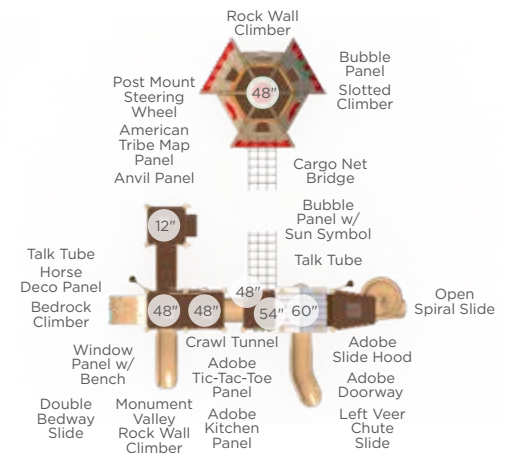 Rock Wall
Climber
Bubble
Panel
Slotted
Climber
48"
Post Mount
Steering
Wheel
American
Tribe Map
Panel
Anvil Panel
Cargo Net
Bridge
Bubble
Panel w/
Sun Symbol
Talk Tube
12"
Talk Tube
Horse
Deco Panel
Bedrock
Climber
48"
48"
48"
54"
60"
Open
Spiral Slide
Crawl Tunnel
Window
Panel w/
Bench
Adobe
Tic-Tac-Toe
Panel
Adobe
Slide Hood
Adobe
Doorway
Double
Bedway
Slide
Monument
Valley
Rock Wall
Climber
Adobe
Kitchen
Panel
Left Veer
Chute
Slide